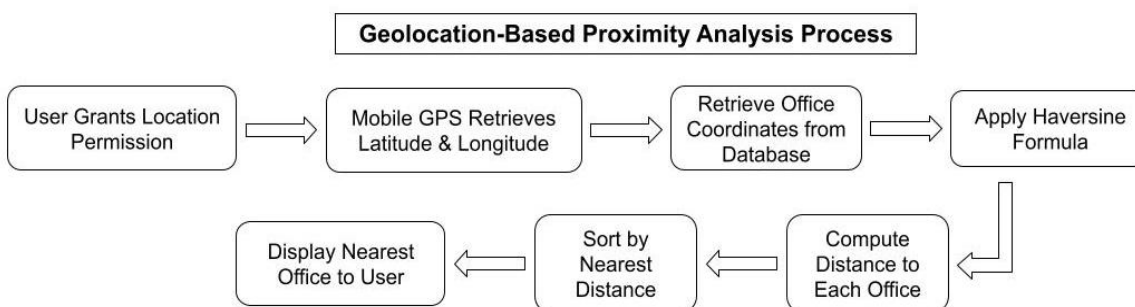 Geolocation-Based Proximity Analysis Process
User Grants Location
Permission
Mobile GPS Retrieves
Latitude & Longitude
Retrieve Office
Coordinates from
Database
Apply Haversine
Formula
Compute
Distance to
Each Office
Sort by
Nearest
Distance
Display Nearest
Office to User